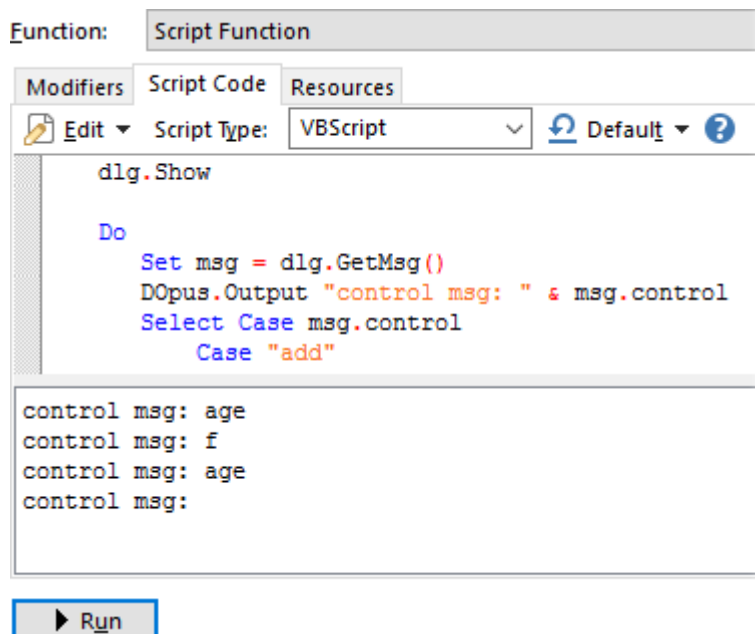 Function: Script Function
Modifiers Script Code Resources
Edit Script Type: VBScript Default ?
dlg.Show
Do
Set msg = dlg.GetMsg()
DOpus.Output "control msg: " & msg.control
Select Case msg.control
Case "add"
control msg: age
control msg: f
control msg: age
control msg:
Run